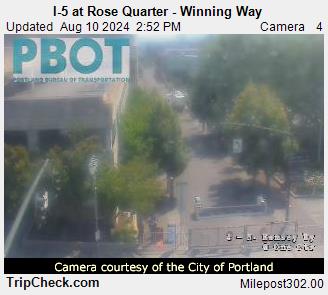 I-5 at Rose Quarter - Winning Way
Updated Aug 10 2024 2:52 PM Camera 4
PBOT
PORTLAND BUREAU OF TRANSPORTATION
Camera courtesy of the City of Portland
TripCheck.com Milepost302.00